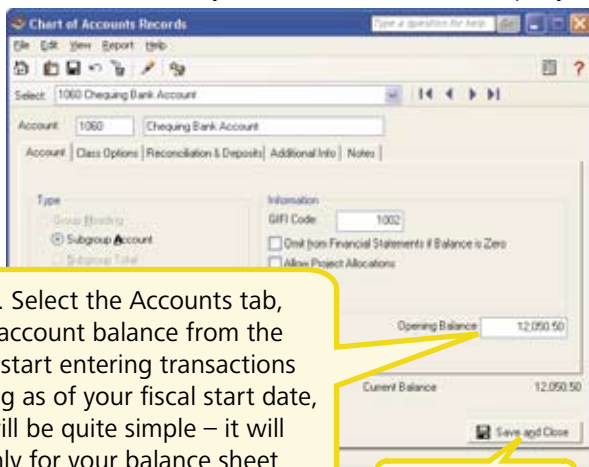 Chart of Accounts Records
Type a question for help
Go
File Edit View Report Help
Select: 1060 Chequing Bank Account
Account: 1060 Chequing Bank Account
Account Class Options Reconciliation & Deposits Additional Info Notes
Type
Information
Group Heading
GIFI Code: 1002
Subgroup Account
Omit from Financial Statements if Balance is Zero
Subgroup Total
Allow Project Allocations
. Select the Accounts tab,
account balance from the
start entering transactions
g as of your fiscal start date,
ill be quite simple – it will
nly for your balance sheet
Opening Balance: 12,050.50
Current Balance 12,050.50
Save and Close